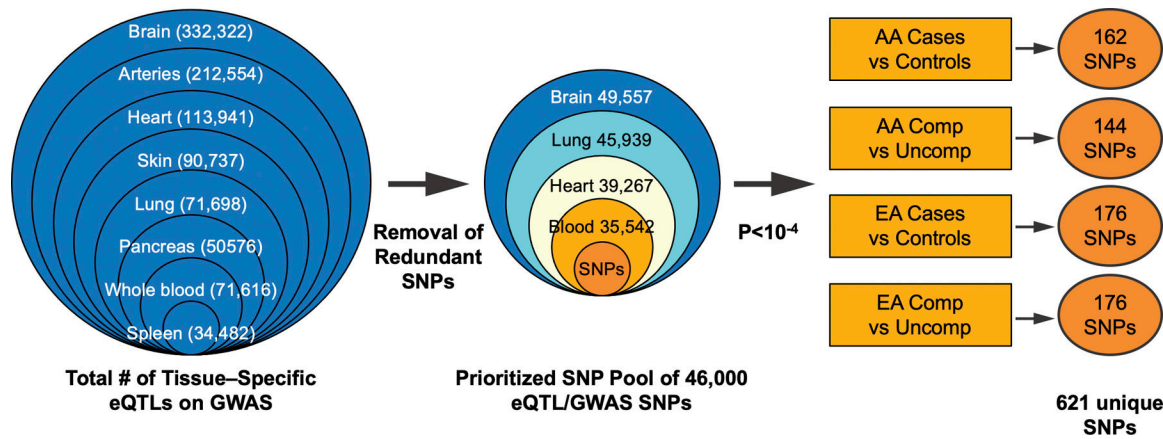 Brain (332,322)
Arteries (212,554)
Heart (113,941)
Skin (90,737)
Lung (71,698)
Pancreas (50576)
Whole blood (71,616)
Spleen (34,482)
Total # of Tissue–Specific
eQTLs on GWAS
Removal of
Redundant
SNPs
Brain 49,557
Lung 45,939
Heart 39,267
Blood 35,542
SNPs
Prioritized SNP Pool of 46,000
eQTL/GWAS SNPs
P<10-4
AA Cases
vs Controls
162
SNPs
AA Comp
vs Uncomp
144
SNPs
EA Cases
vs Controls
176
SNPs
EA Comp
vs Uncomp
176
SNPs
621 unique
SNPs